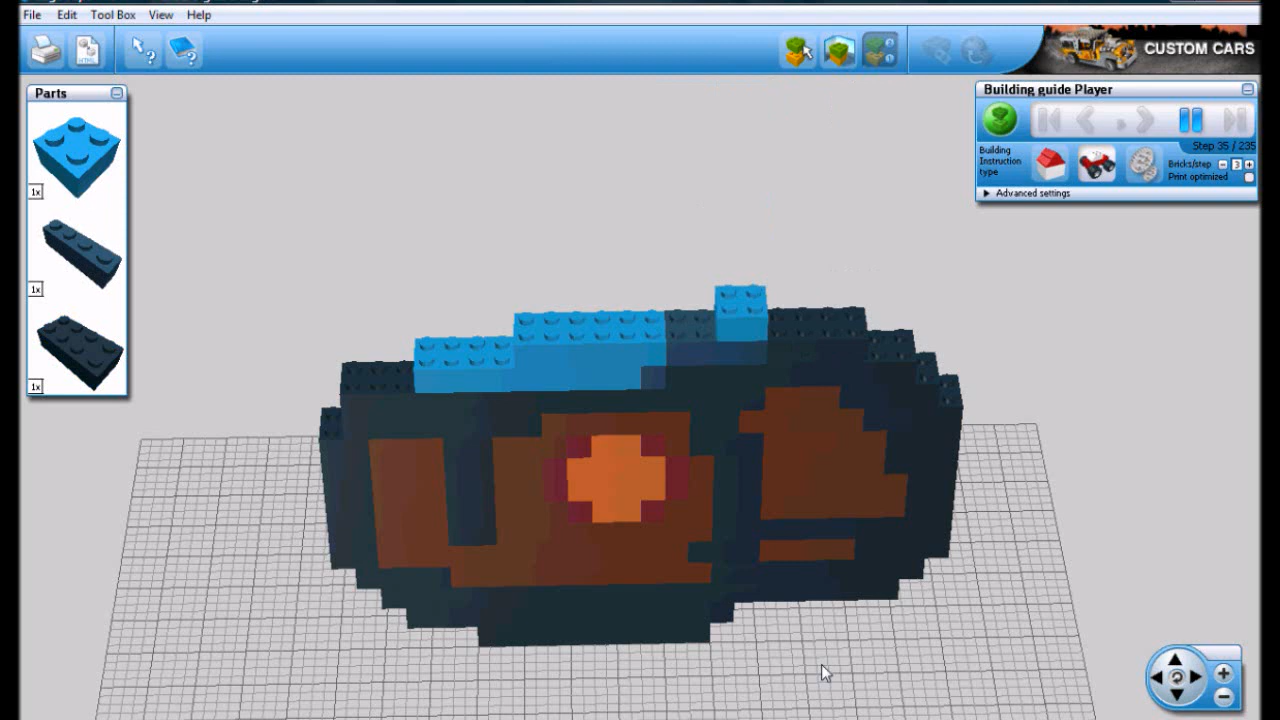 File Edit Tool Box View Help
HTML
CUSTOM CARS
Parts
1x
1x
1x
Building guide Player
Step 35 / 235
Building
Instruction
type
Bricks/step 3
Print optimized
Advanced settings